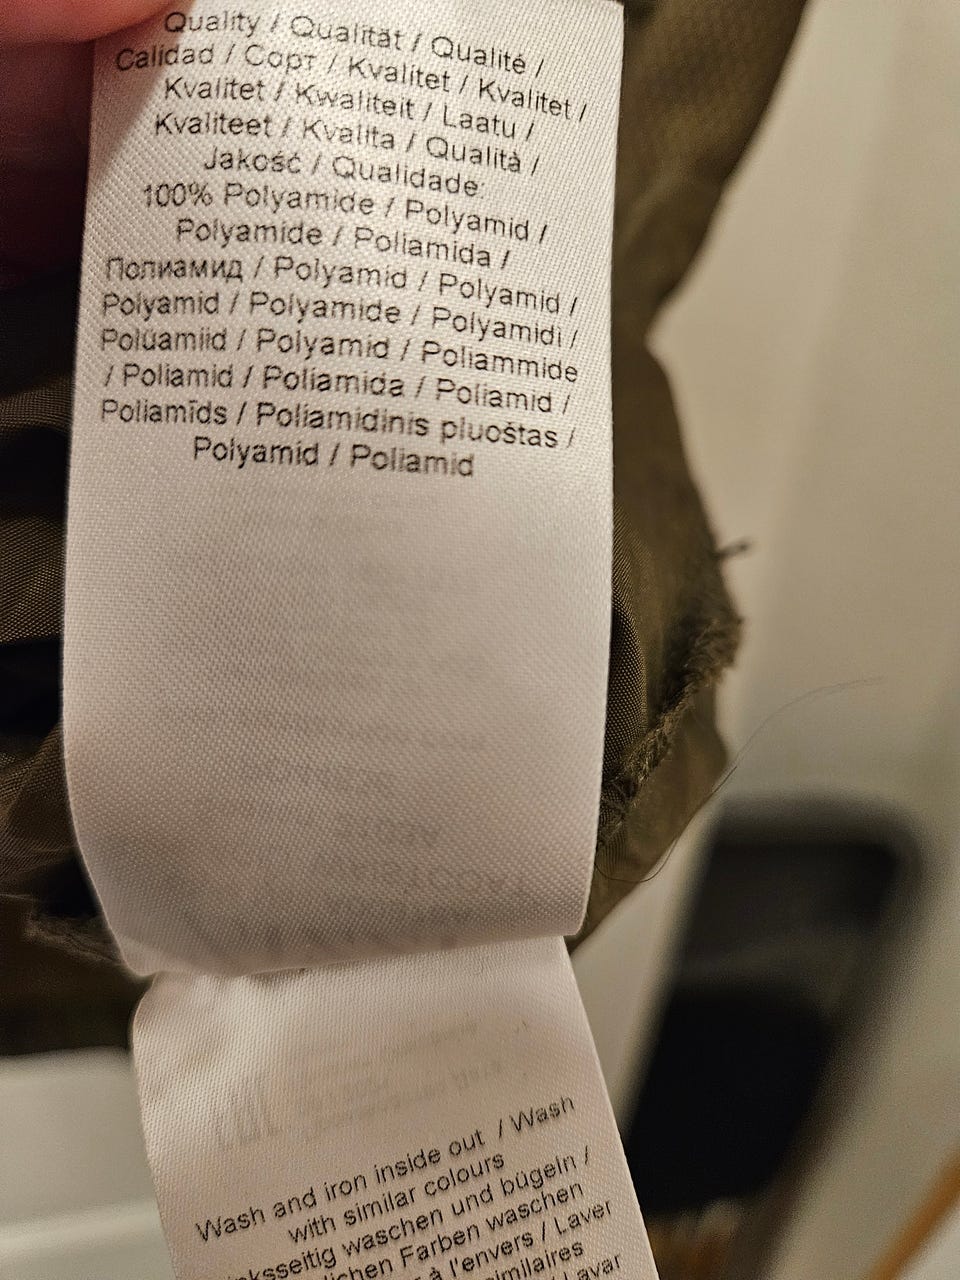 Quality / Qualität / Qualité /
Calidad / Сорт / Kvalitet / Kvalitet /
Kvalitet / Kwaliteit / Laatu /
Kvaliteet / Kvalita / Qualità /
Jakość / Qualidade:
100% Polyamide / Polyamid /
Polyamide / Poliamida /
Полиамид / Polyamid / Polyamid /
Polyamid / Polyamide / Polyamidi /
Polüamiid / Polyamid / Poliammide
/ Poliamid / Poliamida / Poliamid /
Poliamīds / Poliamidinis pluoštas /
Polyamid / Poliamid
Wash and iron inside out / Wash
with similar colours
waschen und bügeln /
Farben waschen
à l'envers / Laver
similaires
/ Lavar